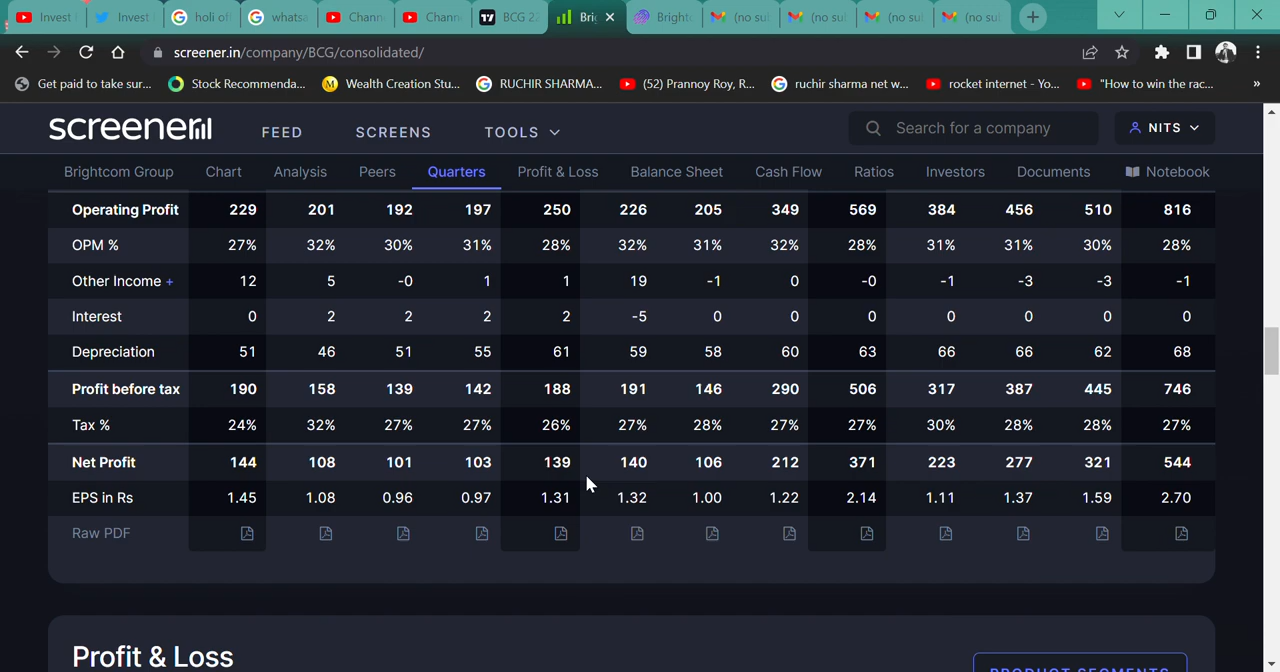 Invest
Invest
holi of
whatsa
Chann
Chann
BCG 22
Bri
Bright
(no su
(no su
(no su
(no su
screener.in/company/BCG/consolidated/
Get paid to take sur... Stock Recommenda... Wealth Creation Stu... RUCHIR SHARMA... (52) Prannoy Roy, R... ruchir sharma net w... rocket internet - Yo... "How to win the rac... »
screener FEED SCREENS TOOLS Search for a company NITS
Brightcom Group Chart Analysis Peers Quarters Profit & Loss Balance Sheet Cash Flow Ratios Investors Documents Notebook
Operating Profit 229 201 192 197 250 226 205 349 569 384 456 510 816
OPM % 27% 32% 30% 31% 28% 32% 31% 32% 28% 31% 31% 30% 28%
Other Income + 12 5 -0 1 1 19 -1 0 -0 -1 -3 -3 -1
Interest 0 2 2 2 2 -5 0 0 0 0 0 0 0
Depreciation 51 46 51 55 61 59 58 60 63 66 66 62 68
Profit before tax 190 158 139 142 188 191 146 290 506 317 387 445 746
Tax % 24% 32% 27% 27% 26% 27% 28% 27% 27% 30% 28% 28% 27%
Net Profit 144 108 101 103 139 140 106 212 371 223 277 321 544
EPS in Rs 1.45 1.08 0.96 0.97 1.31 1.32 1.00 1.22 2.14 1.11 1.37 1.59 2.70
Raw PDF
Profit & Loss
PRODUCT SEGMENTS